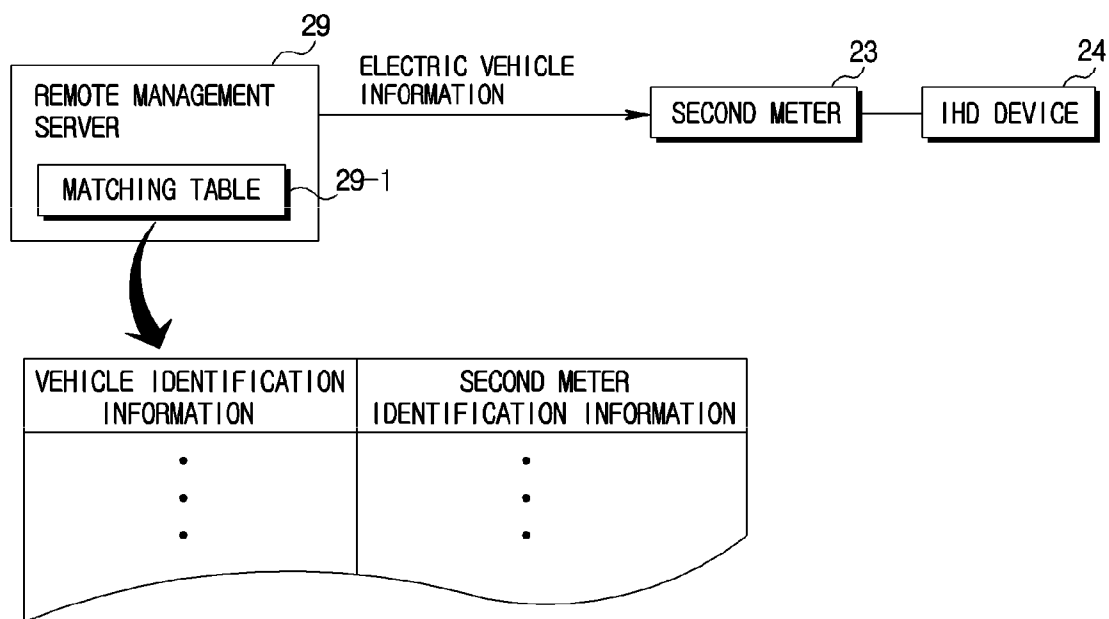 29
REMOTE MANAGEMENT
SERVER
MATCHING TABLE
29-1
ELECTRIC VEHICLE
INFORMATION
23
SECOND METER
24
IHD DEVICE
VEHICLE IDENTIFICATION
INFORMATION
SECOND METER
IDENTIFICATION INFORMATION